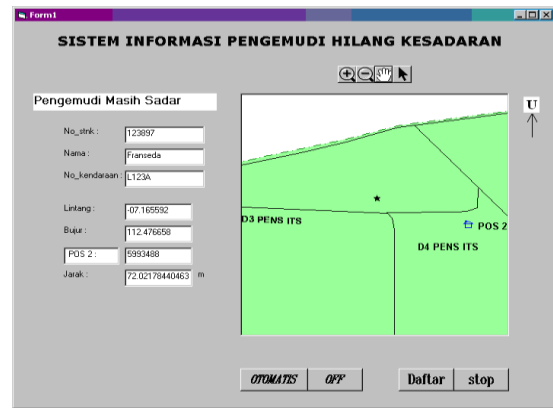 Form1
SISTEM INFORMASI PENGEMUDI HILANG KESADARAN
Pengemudi Masih Sadar
No_stnk : 123897
Nama : Franseda
No_kendaraan : L123A
Lintang : -07.165592
Bujur : 112.476658
POS 2 : 5993488
Jarak : 72.02178440463 m
U
D3 PENS ITS
POS 2
D4 PENS ITS
OTOMATIS OFF Daftar stop